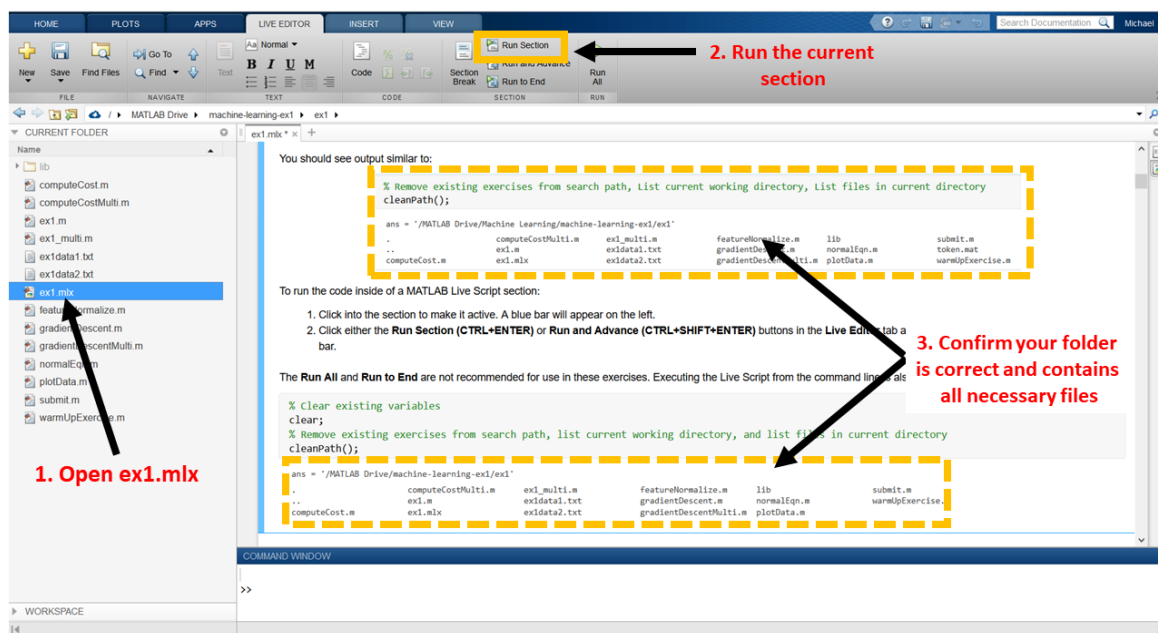 HOME PLOTS APPS LIVE EDITOR INSERT VIEW Search Documentation Michael
New Save Find Files Go To Find Text
Aa Normal
B I U M
Code Section Break
Run Section
Run and Advance
Run to End
Run All
FILE NAVIGATE TEXT CODE SECTION RUN
2. Run the current
section
/ MATLAB Drive machine-learning-ex1 ex1
CURRENT FOLDER
Name
lib
computeCost.m
computeCostMulti.m
ex1.m
ex1_multi.m
ex1data1.txt
ex1data2.txt
ex1.mlx
featureNormalize.m
gradientDescent.m
gradientDescentMulti.m
normalEqn.m
plotData.m
submit.m
warmUpExercise.m
1. Open ex1.mlx
WORKSPACE
ex1.mlx * × +
You should see output similar to:
% Remove existing exercises from search path, List current working directory, List files in current directory
cleanPath();
ans = '/MATLAB Drive/Machine Learning/machine-learning-ex1/ex1'
. computeCostMulti.m ex1_multi.m featureNormalize.m lib submit.m
.. ex1.m ex1data1.txt gradientDescent.m normalEqn.m token.mat
computeCost.m ex1.mlx ex1data2.txt gradientDescentMulti.m plotData.m warmUpExercise.m
To run the code inside of a MATLAB Live Script section:
1. Click into the section to make it active. A blue bar will appear on the left.
2. Click either the Run Section (CTRL+ENTER) or Run and Advance (CTRL+SHIFT+ENTER) buttons in the Live Editor tab a
bar.
3. Confirm your folder
is correct and contains
all necessary files
The Run All and Run to End are not recommended for use in these exercises. Executing the Live Script from the command line is als
% Clear existing variables
clear;
% Remove existing exercises from search path, list current working directory, and list files in current directory
cleanPath();
ans = '/MATLAB Drive/machine-learning-ex1/ex1'
. computeCostMulti.m ex1_multi.m featureNormalize.m lib submit.m
.. ex1.m ex1data1.txt gradientDescent.m normalEqn.m warmUpExercise.
computeCost.m ex1.mlx ex1data2.txt gradientDescentMulti.m plotData.m
COMMAND WINDOW
>>